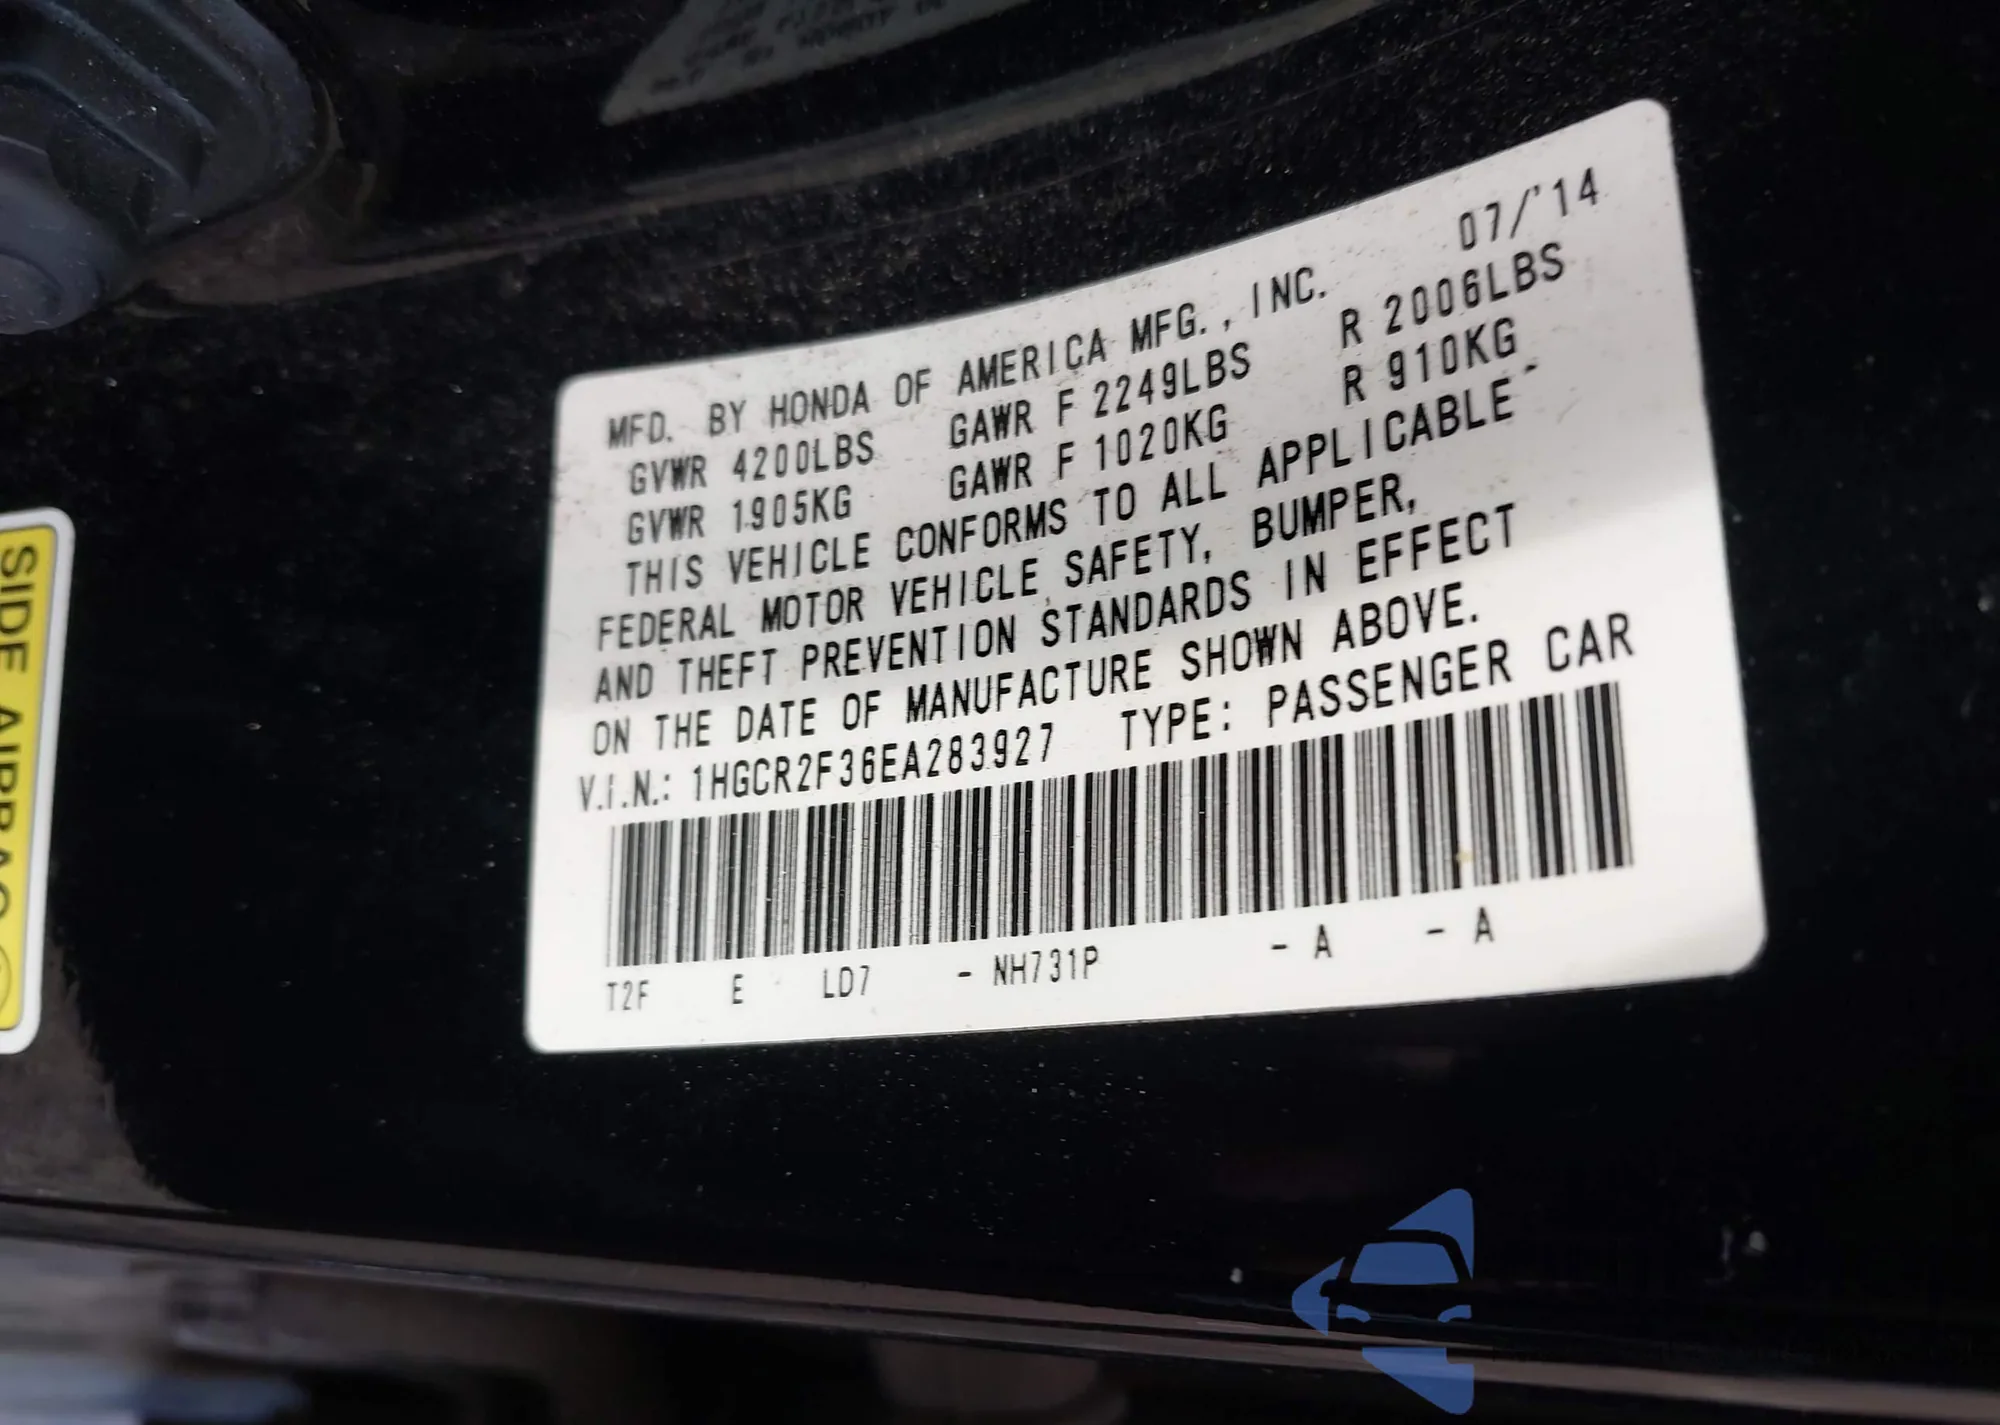 07/'14
MFD. BY HONDA OF AMERICA MFG., INC.
GVWR 4200LBS GAWR F 2249LBS R 2006LBS
GVWR 1905KG GAWR F 1020KG R 910KG
THIS VEHICLE CONFORMS TO ALL APPLICABLE
FEDERAL MOTOR VEHICLE SAFETY, BUMPER,
AND THEFT PREVENTION STANDARDS IN EFFECT
ON THE DATE OF MANUFACTURE SHOWN ABOVE.
V.I.N.: 1HGCR2F36EA283927 TYPE: PASSENGER CAR
T2F E LD7 - NH731P - A - A
SIDE AIRBAG